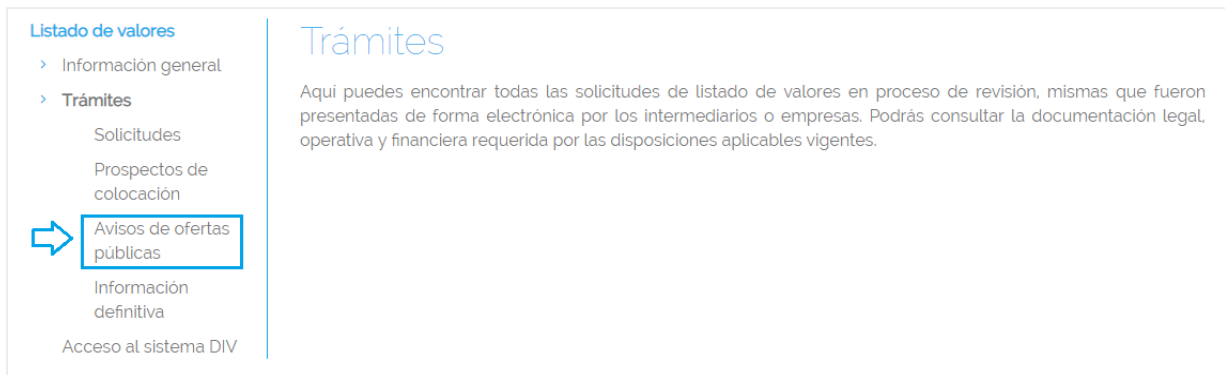 Listado de valores
Información general
Trámites
Solicitudes
Prospectos de
colocación
Avisos de ofertas
públicas
Información
definitiva
Acceso al sistema DIV
Trámites
Aquí puedes encontrar todas las solicitudes de listado de valores en proceso de revisión, mismas que fueron
presentadas de forma electrónica por los intermediarios o empresas. Podrás consultar la documentación legal,
operativa y financiera requerida por las disposiciones aplicables vigentes.